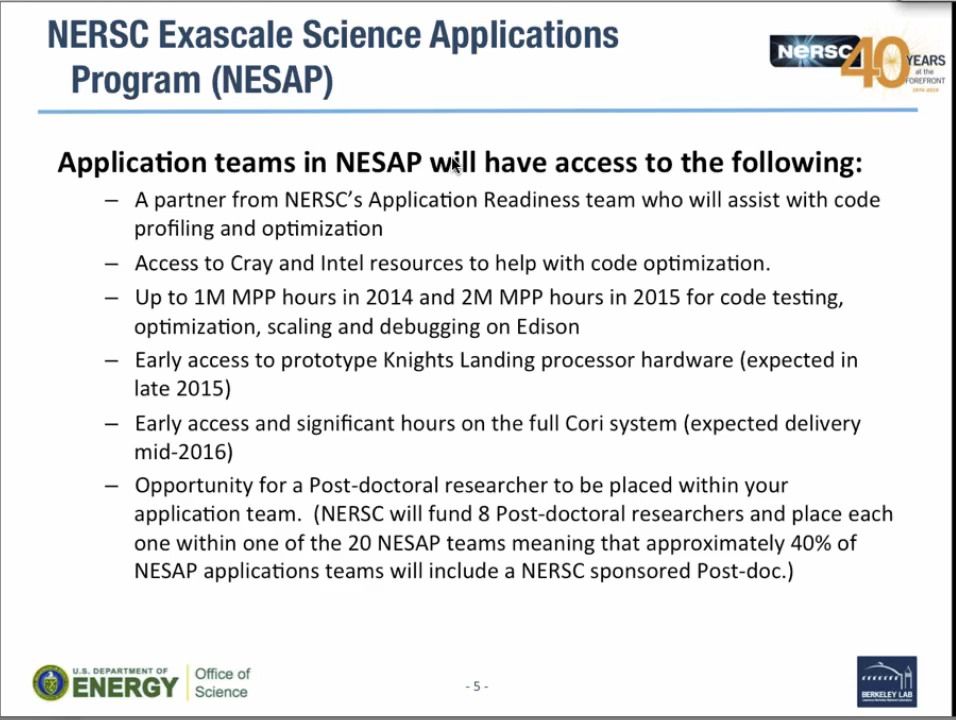 NERSC Exascale Science Applications
Program (NESAP)
NERSC
40
YEARS
at the
FOREFRONT
1974-2014
Application teams in NESAP will have access to the following:
– A partner from NERSC's Application Readiness team who will assist with code
profiling and optimization
– Access to Cray and Intel resources to help with code optimization.
– Up to 1M MPP hours in 2014 and 2M MPP hours in 2015 for code testing,
optimization, scaling and debugging on Edison
– Early access to prototype Knights Landing processor hardware (expected in
late 2015)
– Early access and significant hours on the full Cori system (expected delivery
mid-2016)
– Opportunity for a Post-doctoral researcher to be placed within your
application team.  (NERSC will fund 8 Post-doctoral researchers and place each
one within one of the 20 NESAP teams meaning that approximately 40% of
NESAP applications teams will include a NERSC sponsored Post-doc.)
U.S. DEPARTMENT OF
ENERGY
Office of
Science
- 5 -
BERKELEY LAB